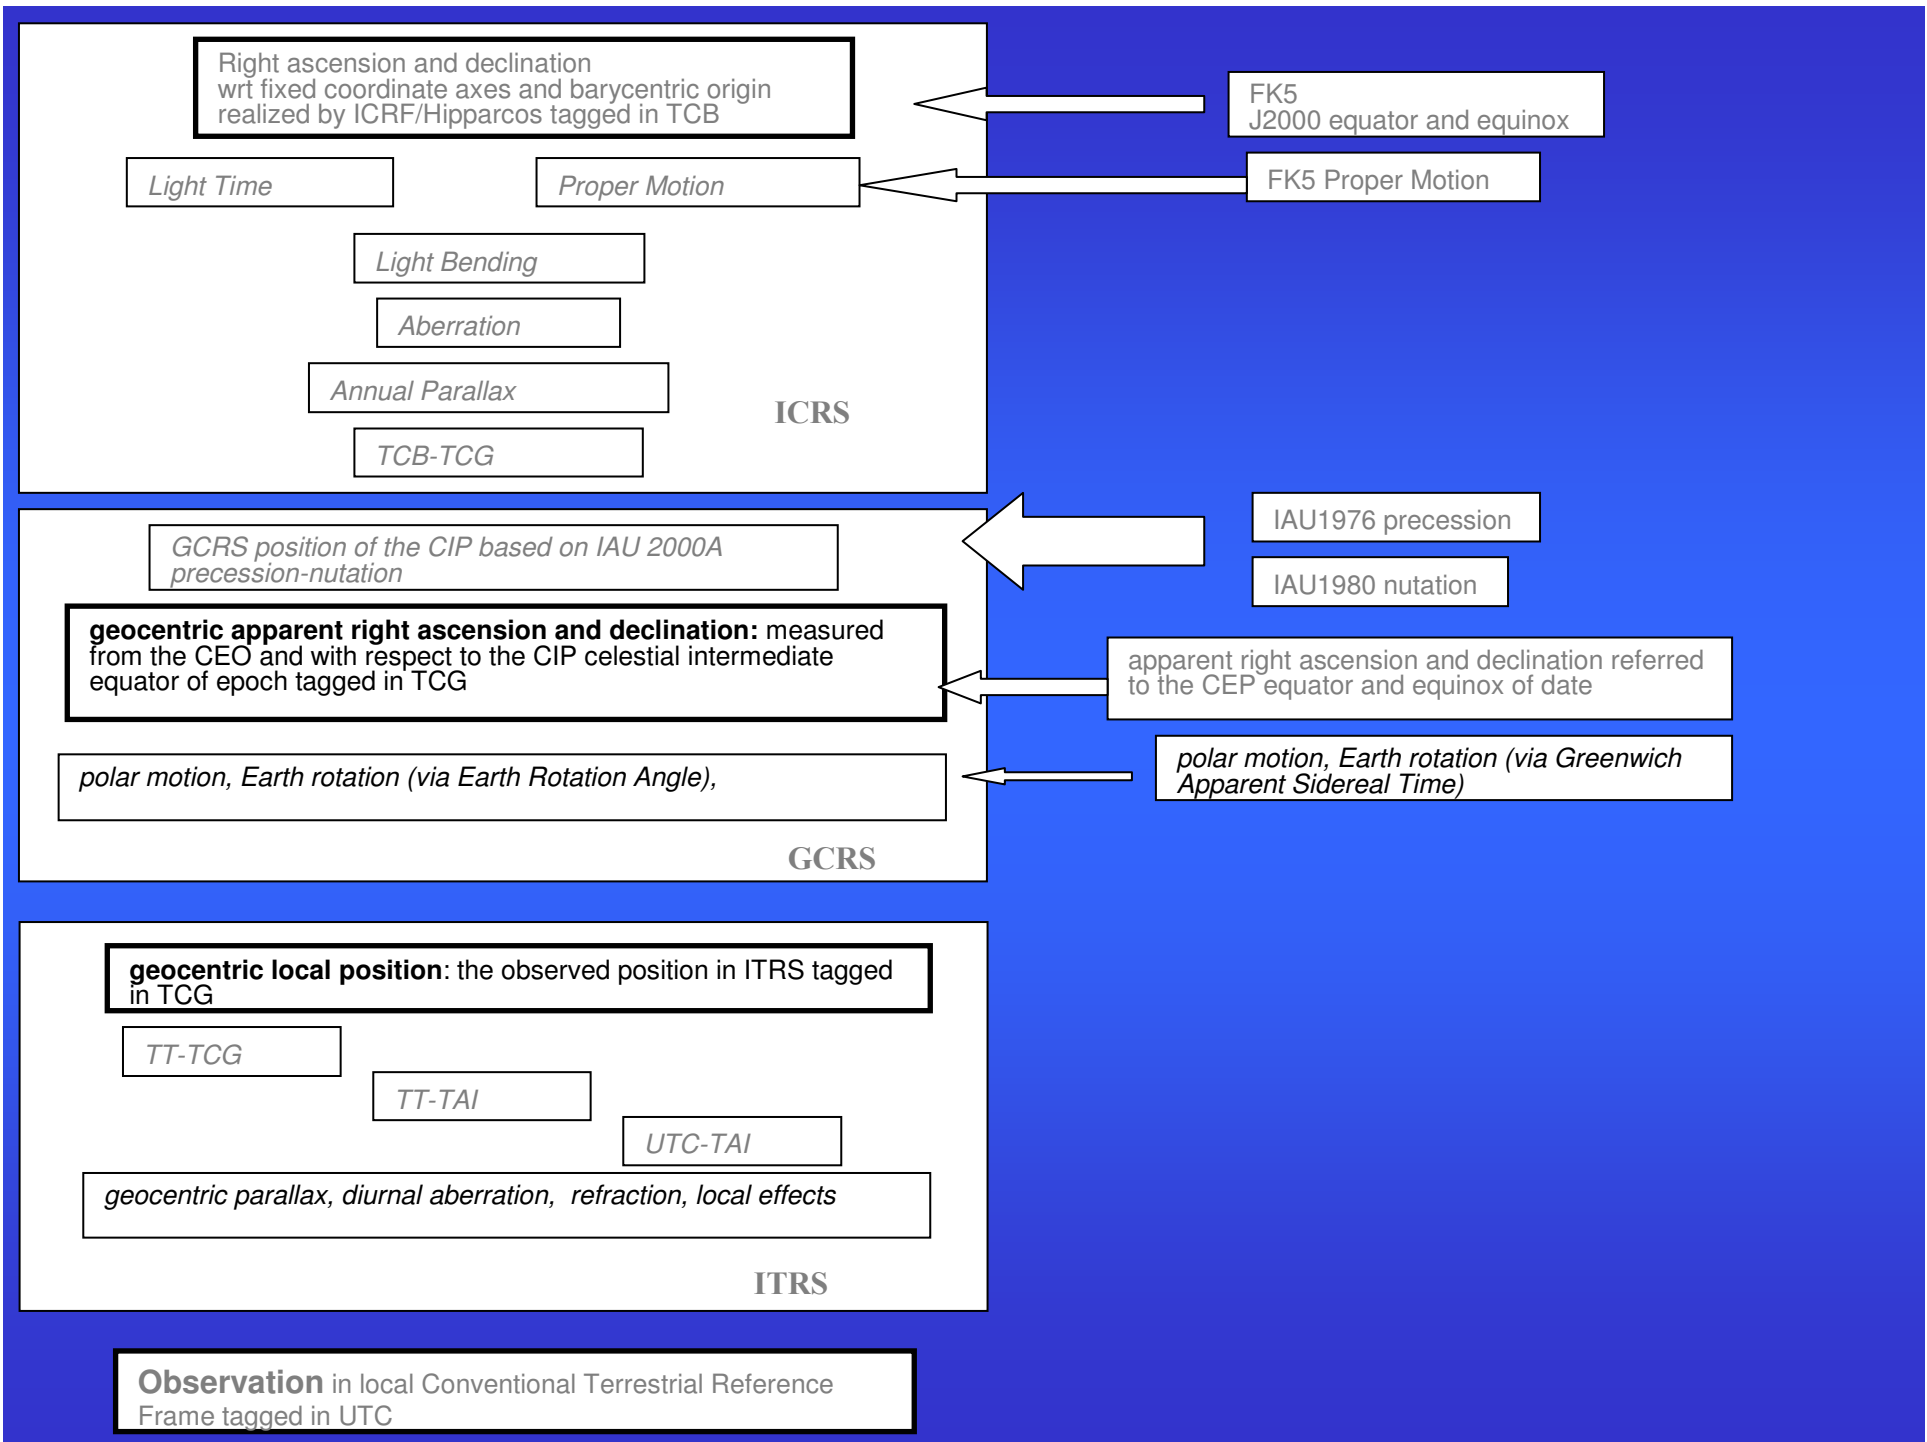 Right ascension and declination
wrt fixed coordinate axes and barycentric origin
realized by ICRF/Hipparcos tagged in TCB
FK5
J2000 equator and equinox
Light Time
Proper Motion
FK5 Proper Motion
Light Bending
Aberration
Annual Parallax
ICRS
TCB-TCG
GCRS position of the CIP based on IAU 2000A
precession-nutation
IAU1976 precession
IAU1980 nutation
geocentric apparent right ascension and declination: measured
from the CEO and with respect to the CIP celestial intermediate
equator of epoch tagged in TCG
apparent right ascension and declination referred
to the CEP equator and equinox of date
polar motion, Earth rotation (via Earth Rotation Angle),
polar motion, Earth rotation (via Greenwich
Apparent Sidereal Time)
GCRS
geocentric local position: the observed position in ITRS tagged
in TCG
TT-TCG
TT-TAI
UTC-TAI
geocentric parallax, diurnal aberration, refraction, local effects
ITRS
Observation in local Conventional Terrestrial Reference
Frame tagged in UTC